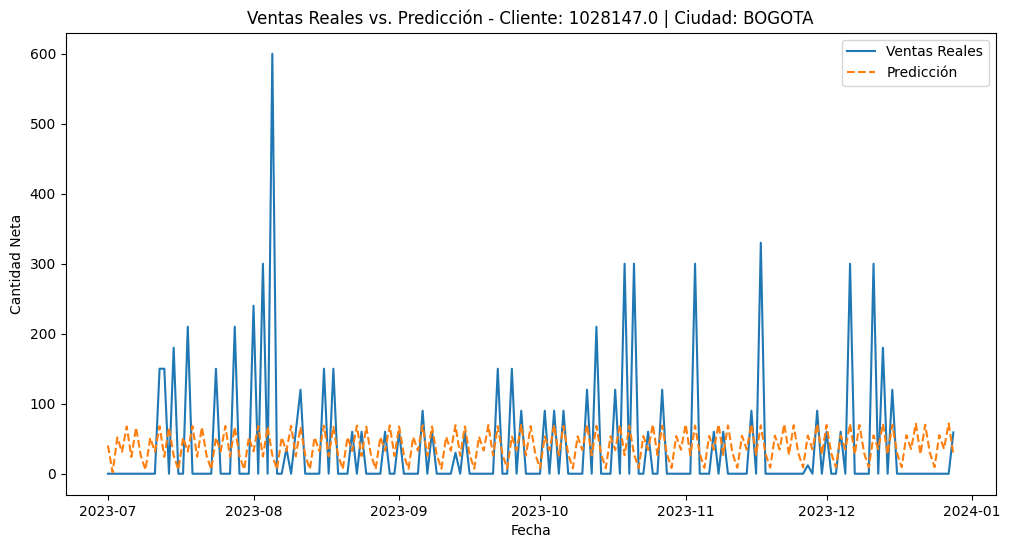 Ventas Reales vs. Predicción - Cliente: 1028147.0 | Ciudad: BOGOTA
Ventas Reales
Predicción
Cantidad Neta
600
500
400
300
200
100
0
2023-07
2023-08
2023-09
2023-10
2023-11
2023-12
2024-01
Fecha